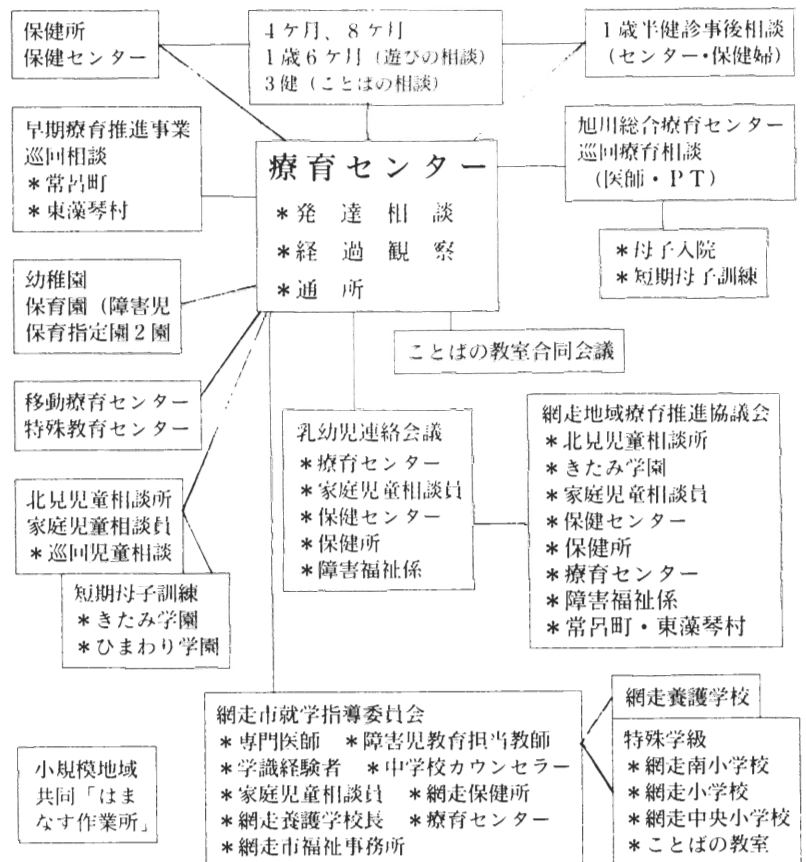 保健所
保健センター
4ケ月、8ケ月
1歳6ケ月（遊びの相談）
3健（ことばの相談）
1歳半健診事後相談
（センター・保健婦）
早期療育推進事業
巡回相談
＊常呂町
＊東藻琴村
療育センター
＊発達相談
＊経過観察
＊通所
旭川総合療育センター
巡回療育相談
（医師・PT）
＊母子入院
＊短期母子訓練
幼稚園
保育園（障害児
保育指定園2園
ことばの教室合同会議
移動療育センター
特殊教育センター
乳幼児連絡会議
＊療育センター
＊家庭児童相談員
＊保健センター
＊保健所
＊障害福祉係
網走地域療育推進協議会
＊北見児童相談所
＊きたみ学園
＊家庭児童相談員
＊保健センター
＊保健所
＊療育センター
＊障害福祉係
＊常呂町・東藻琴村
北見児童相談所
家庭児童相談員
＊巡回児童相談
短期母子訓練
＊きたみ学園
＊ひまわり学園
網走市就学指導委員会
＊専門医師　＊障害児教育担当教師
＊学識経験者　＊中学校カウンセラー
＊家庭児童相談員　＊網走保健所
＊網走養護学校長　＊療育センター
＊網走市福祉事務所
網走養護学校
特殊学級
＊網走南小学校
＊網走小学校
＊網走中央小学校
＊ことばの教室
小規模地域
共同「はま
なす作業所」